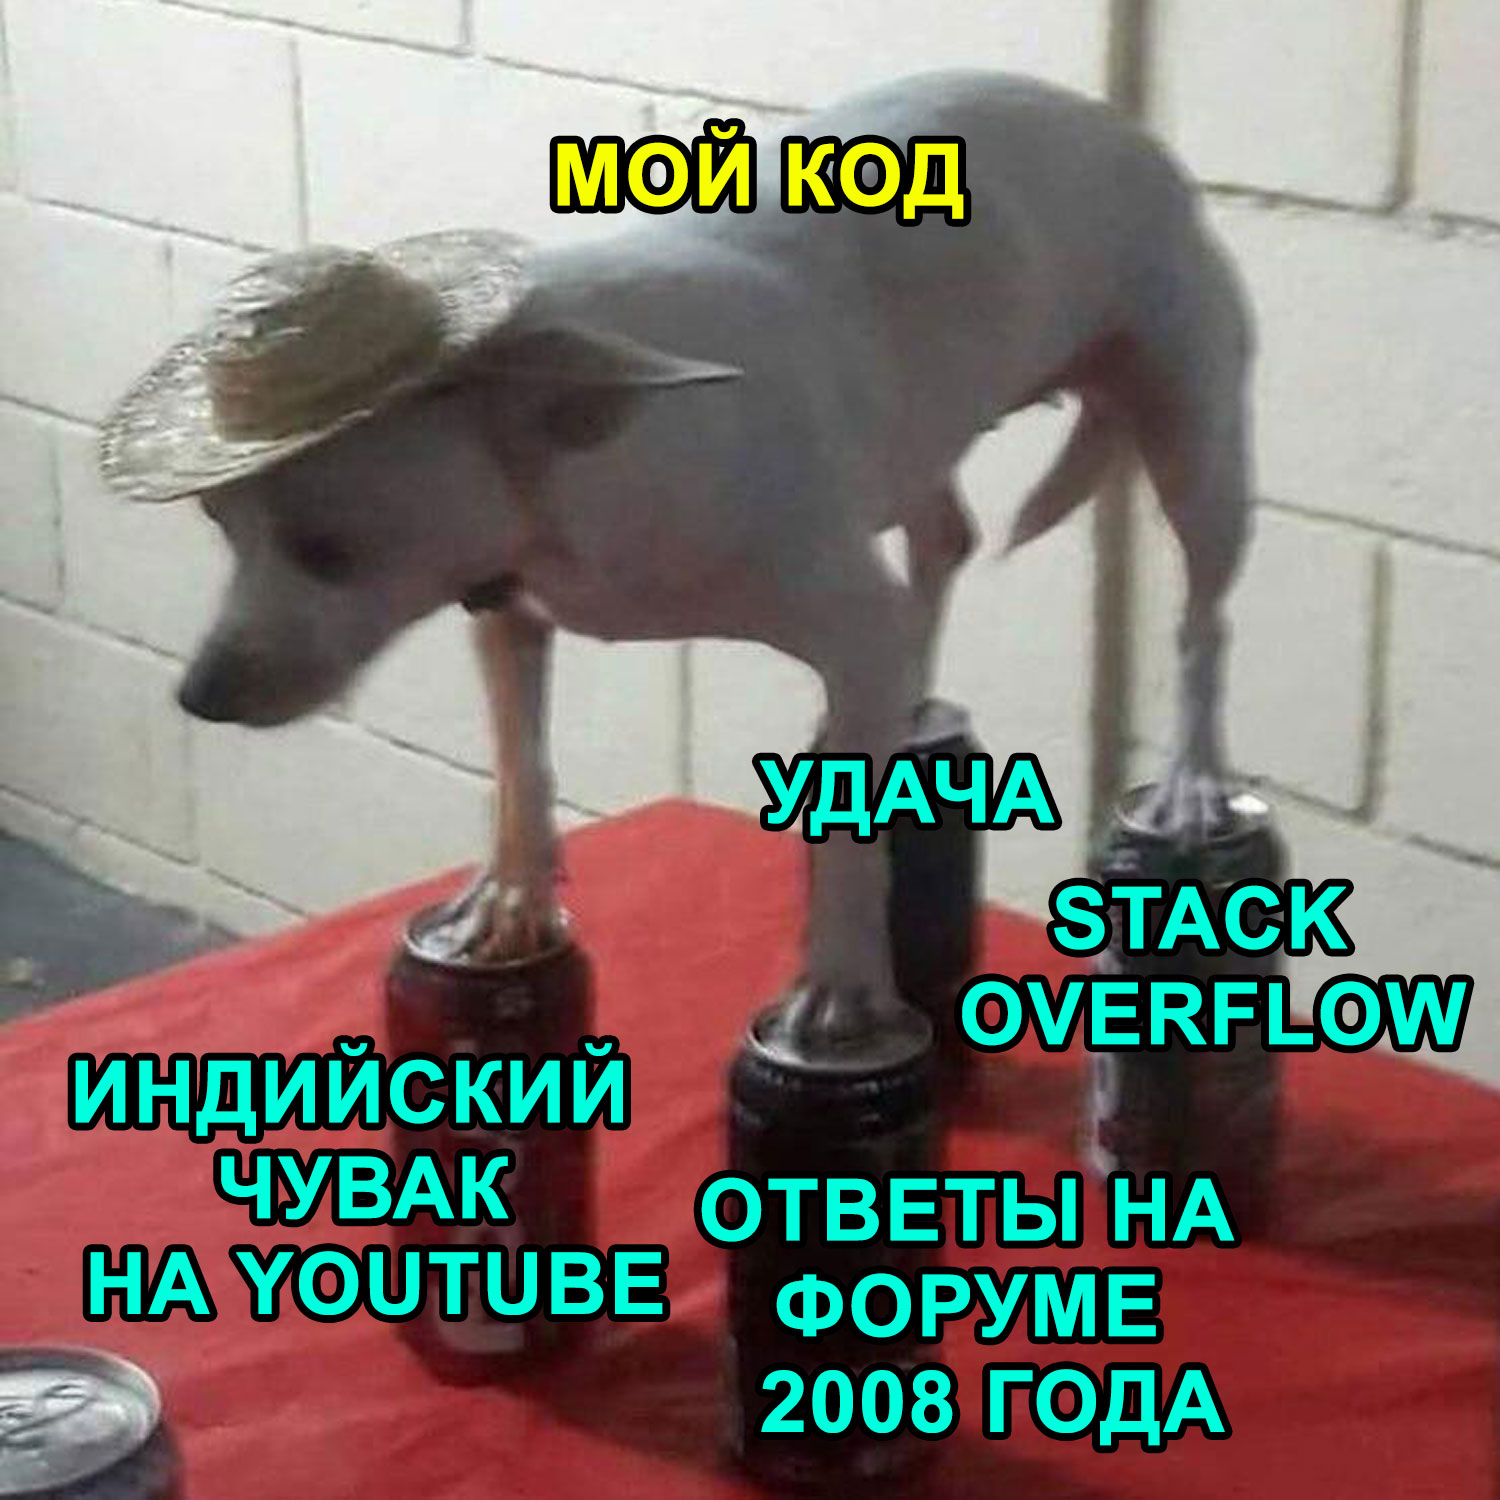 МОЙ КОД
УДАЧА
STACK
OVERFLOW
ИНДИЙСКИЙ
ЧУВАК
НА YOUTUBE
ОТВЕТЫ НА
ФОРУМЕ
2008 ГОДА